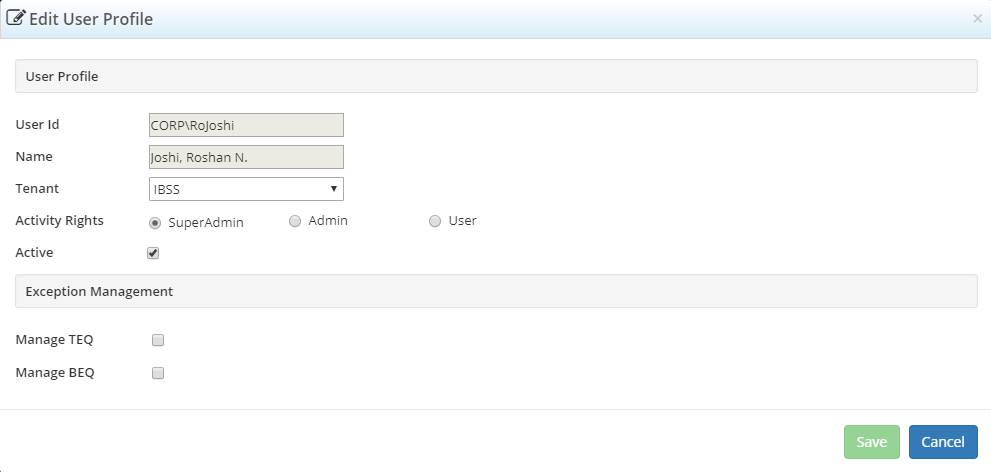 Edit User Profile
×
User Profile
User Id CORP\RoJoshi
Name Joshi, Roshan N.
Tenant IBSS
Activity Rights SuperAdmin Admin User
Active
Exception Management
Manage TEQ
Manage BEQ
Save Cancel